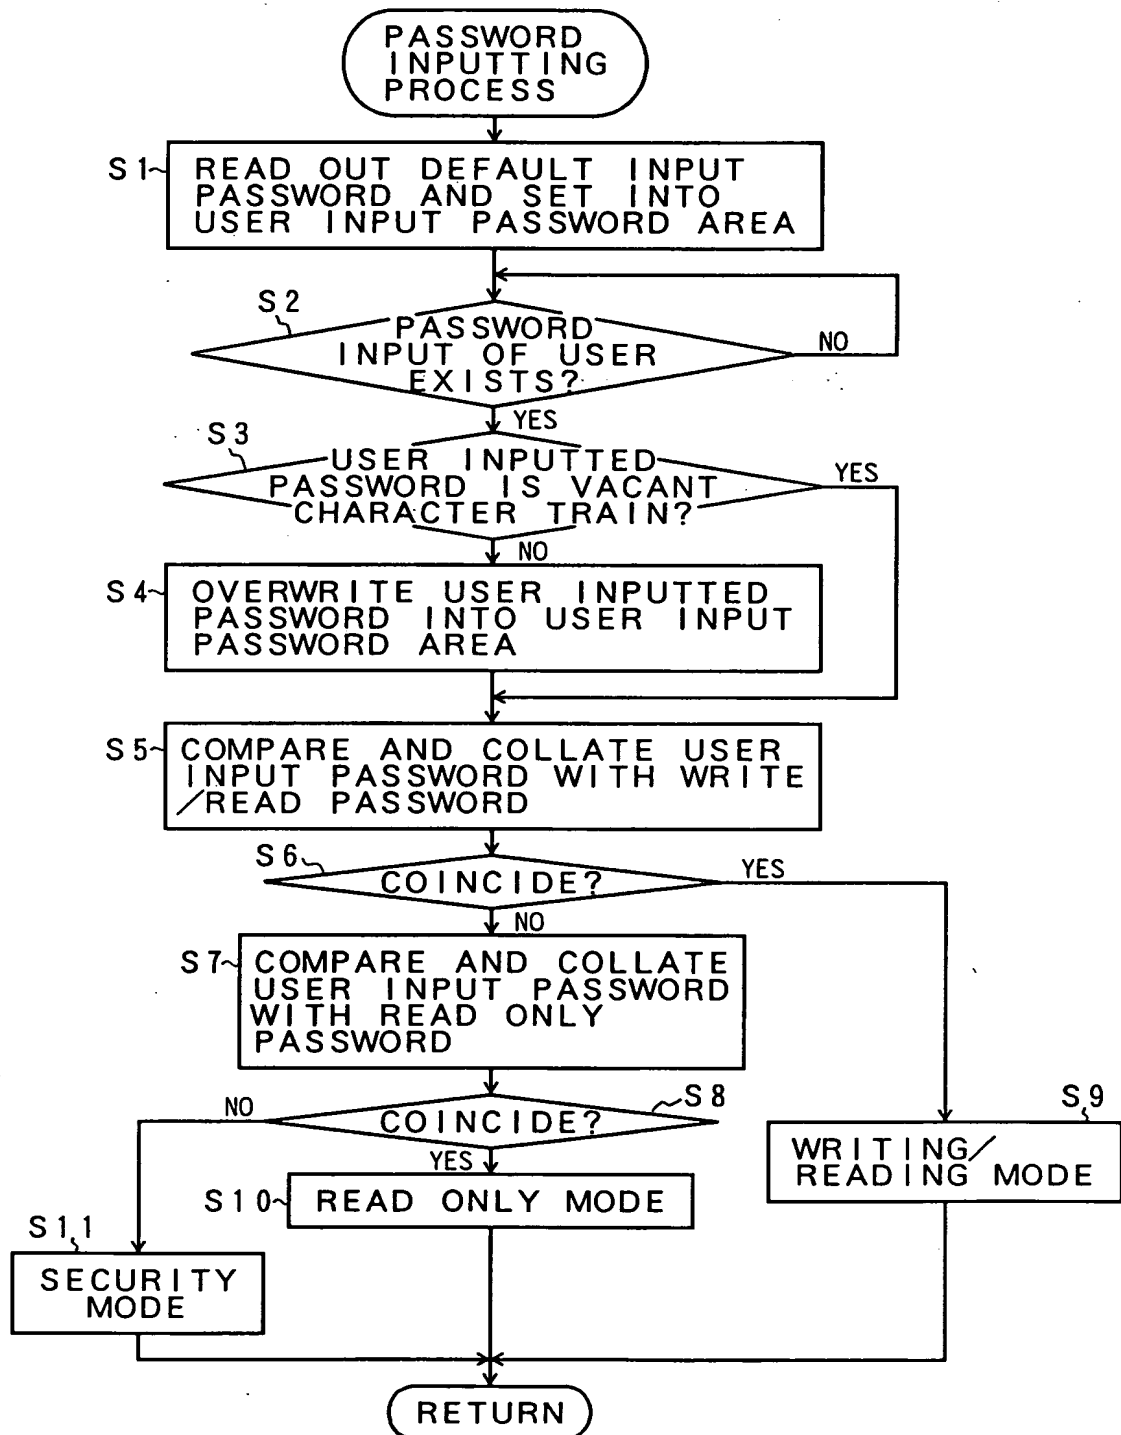 PASSWORD
INPUTTING
PROCESS
S1
READ OUT DEFAULT INPUT
PASSWORD AND SET INTO
USER INPUT PASSWORD AREA
S2
PASSWORD
INPUT OF USER
EXISTS?
NO
YES
S3
USER INPUTTED
PASSWORD IS VACANT
CHARACTER TRAIN?
YES
NO
S4
OVERWRITE USER INPUTTED
PASSWORD INTO USER INPUT
PASSWORD AREA
S5
COMPARE AND COLLATE USER
INPUT PASSWORD WITH WRITE
/READ PASSWORD
S6
COINCIDE?
YES
NO
S7
COMPARE AND COLLATE
USER INPUT PASSWORD
WITH READ ONLY
PASSWORD
S8
COINCIDE?
NO
YES
S9
WRITING/
READING MODE
S10
READ ONLY MODE
S11
SECURITY
MODE
RETURN